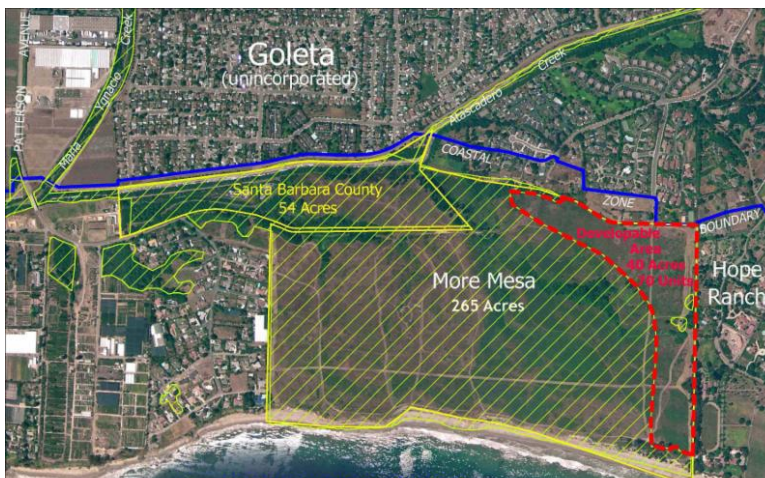 PATTERSON AVENUE
Maria Ygnacio Creek
Goleta
(unincorporated)
Atascadero Creek
COASTAL ZONE BOUNDARY
Santa Barbara County
54 Acres
Developable
Area
40 Acres
70 Units
More Mesa
265 Acres
Hope
Ranch